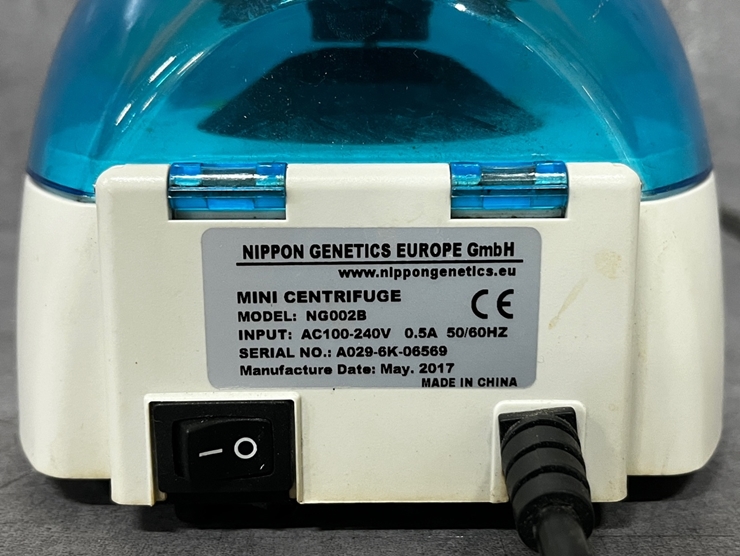 NIPPON GENETICS EUROPE GmbH
www.nippongenetics.eu
MINI CENTRIFUGE
CE
MODEL: NG002B
INPUT: AC100-240V 0.5A 50/60HZ
SERIAL NO.: A029-6K-06569
Manufacture Date: May. 2017
MADE IN CHINA